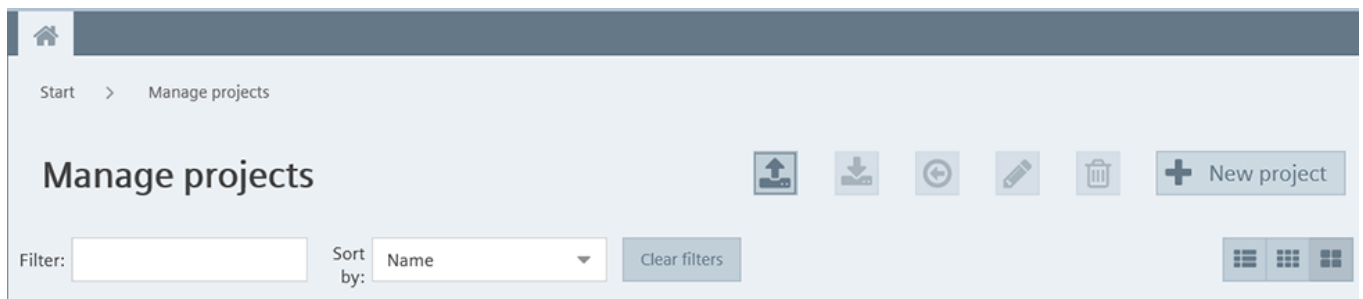 Start > Manage projects
Manage projects
New project
Filter:
Sort by:
Name
Clear filters